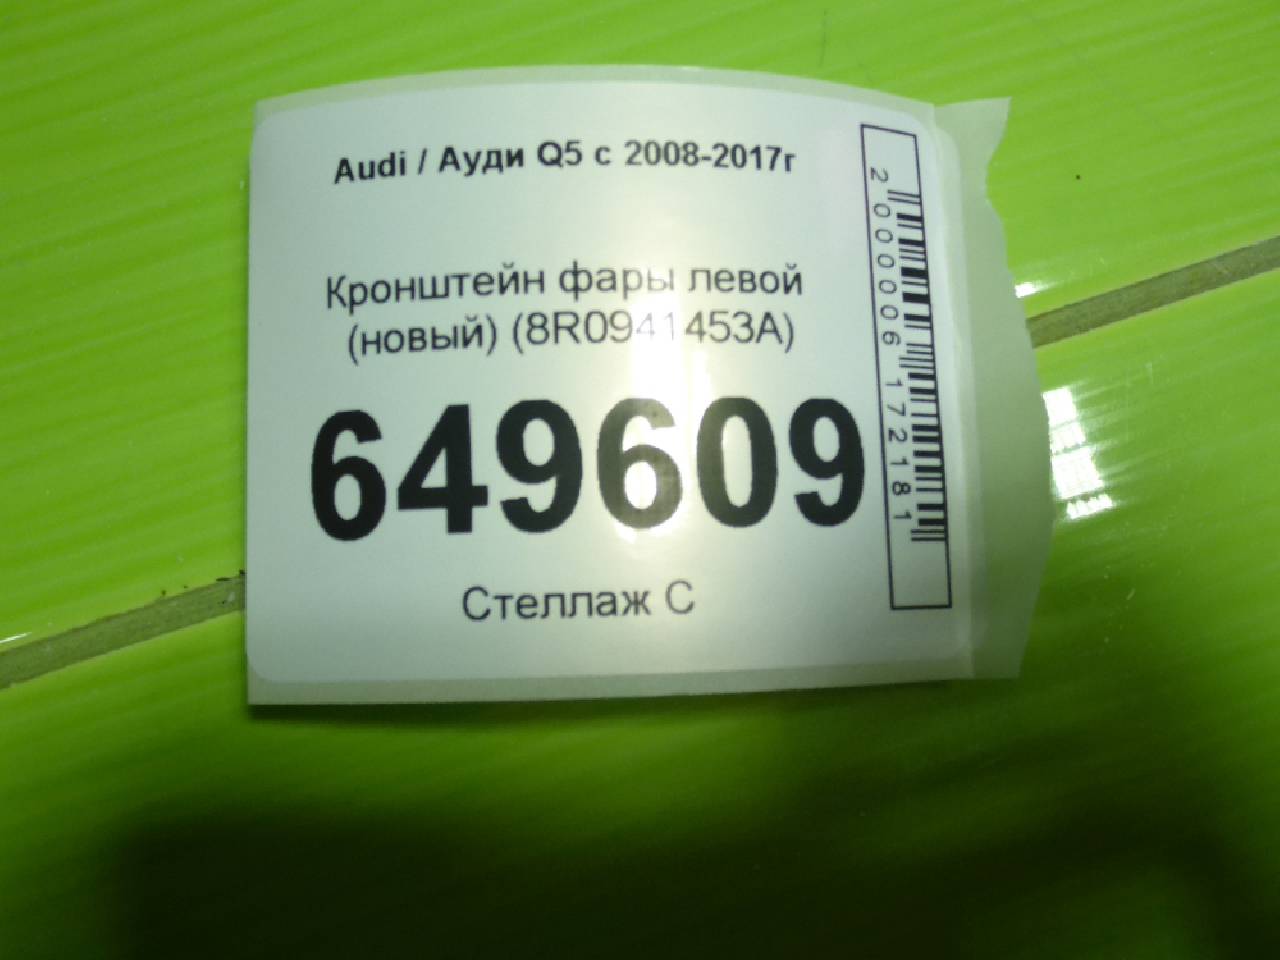 Audi / Ауди Q5 с 2008-2017г
Кронштейн фары левой
(новый) (8R0941453A)
649609
Стеллаж С
2000006172181